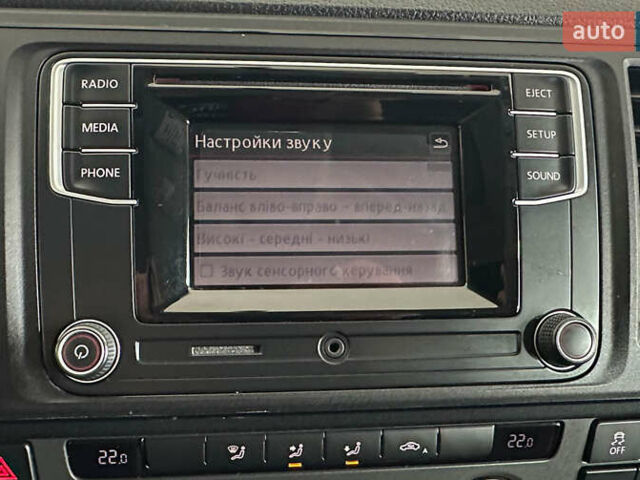 auto
RADIO
EJECT
MEDIA
SETUP
PHONE
SOUND
Настройки звуку
Гучність
Баланс вліво-вправо - вперед-назад
Високі - середні - низькі
Звук сенсорного керування
22.0
A
22.0
OFF